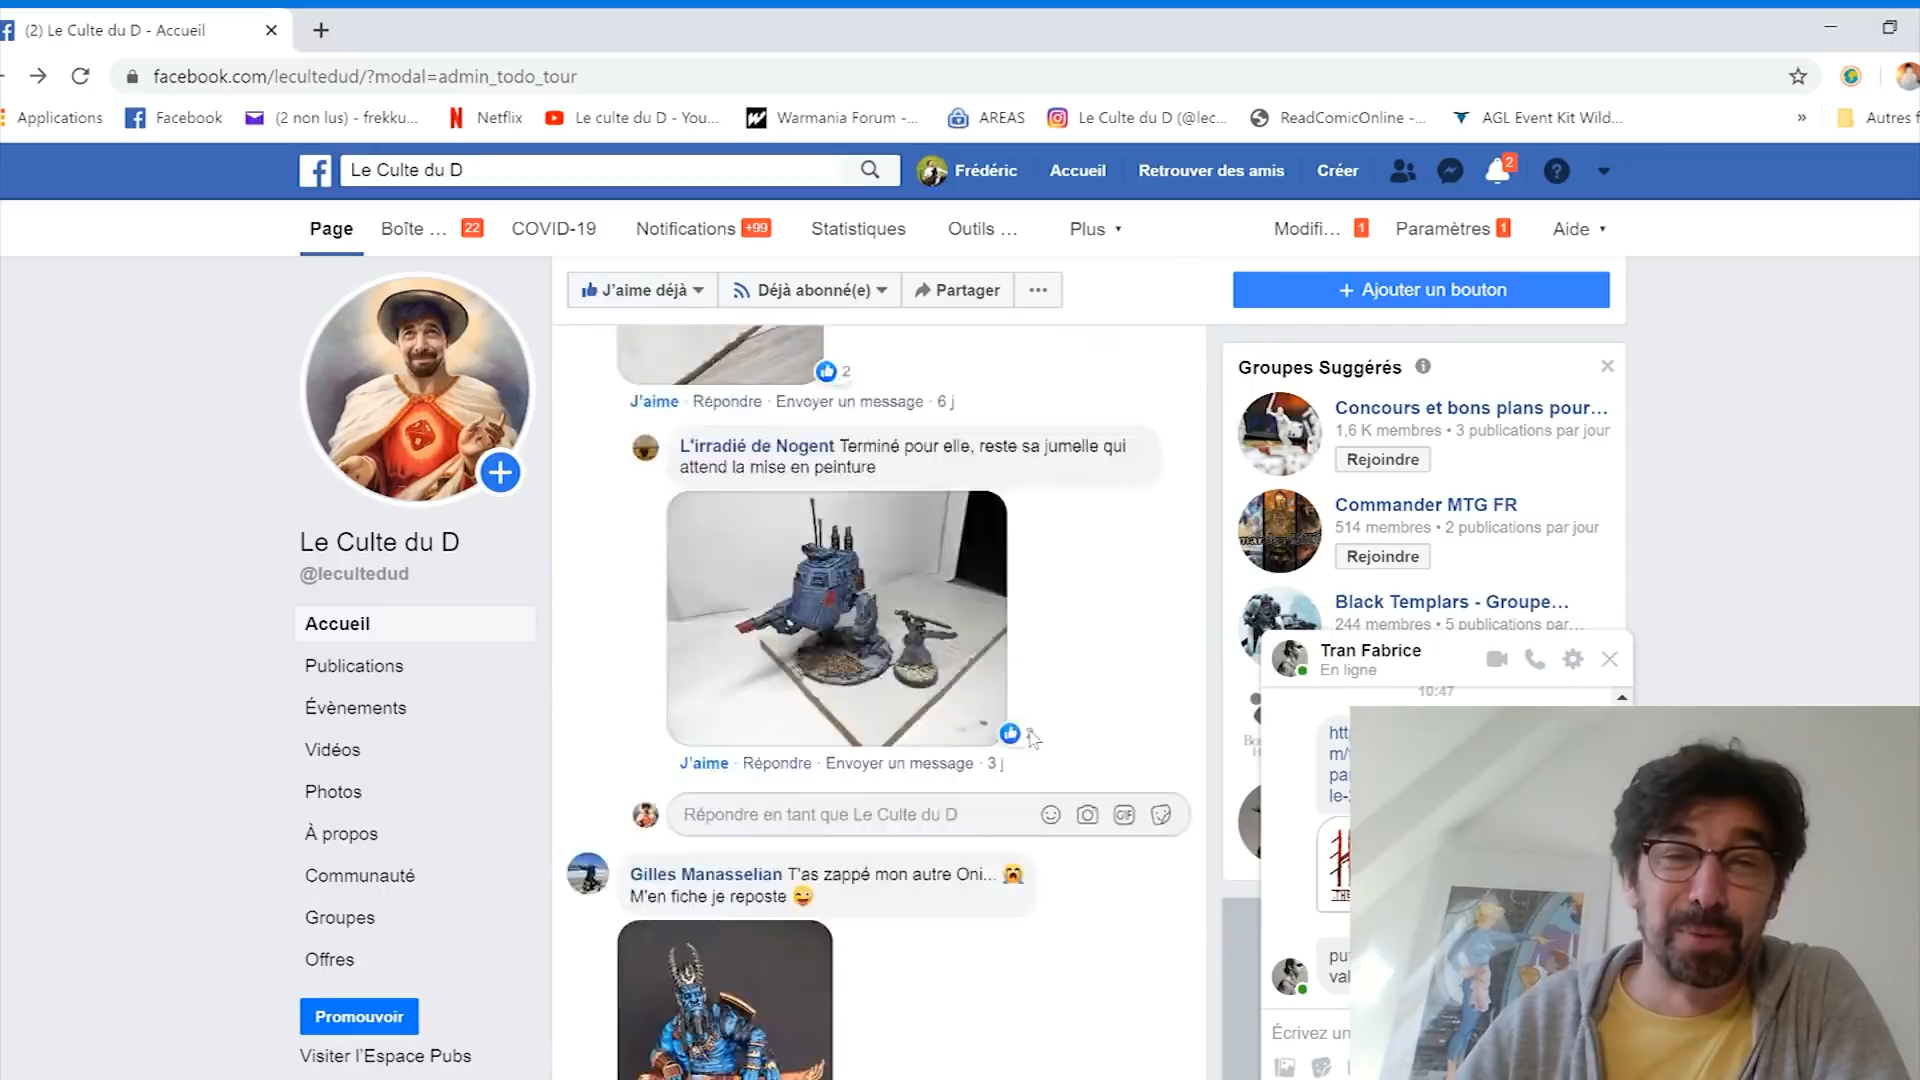 (2) Le Culte du D - Accueil
facebook.com/lecultedud/?modal=admin_todo_tour
Applications
Facebook
(2 non lus) - frekku...
Netflix
Le culte du D - You...
Warmania Forum -...
AREAS
Le Culte du D (@lec...
ReadComicOnline -...
AGL Event Kit Wild...
»
Autres f
Le Culte du D
Frédéric
Accueil
Retrouver des amis
Créer
2
Page
Boîte ...
22
COVID-19
Notifications
+99
Statistiques
Outils ...
Plus
Modifi...
1
Paramètres
1
Aide
J'aime déjà
Déjà abonné(e)
Partager
...
+ Ajouter un bouton
Le Culte du D
@lecultedud
Accueil
Publications
Évènements
Vidéos
Photos
À propos
Communauté
Groupes
Offres
Promouvoir
Visiter l'Espace Pubs
2
J'aime · Répondre · Envoyer un message · 6 j
L'irradié de Nogent Terminé pour elle, reste sa jumelle qui
attend la mise en peinture
J'aime · Répondre · Envoyer un message · 3 j
Répondre en tant que Le Culte du D
GIF
Gilles Manasselian T'as zappé mon autre Oni...
M'en fiche je reposte
Groupes Suggérés
Concours et bons plans pour...
1,6 K membres • 3 publications par jour
Rejoindre
Commander MTG FR
514 membres • 2 publications par jour
Rejoindre
Black Templars - Groupe...
244 membres • 5 publications par...
Tran Fabrice
En ligne
10:47
htt
m/
pa
le-
pu
val
Écrivez un